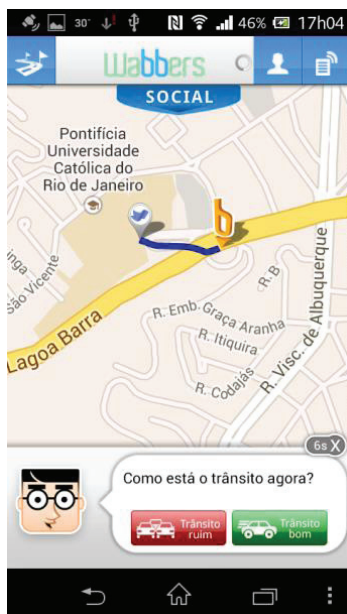 30°
46%
17h04
Wabbers
SOCIAL
Pontifícia
Universidade
Católica do
Rio de Janeiro
b
São Vicente
Lagoa Barra
R. B
R. Emb. Graça Aranha
R. Itiquira
R. Codajás
R. Visc. de Albuquerque
6s X
Como está o trânsito agora?
Trânsito
ruim
Trânsito
bom